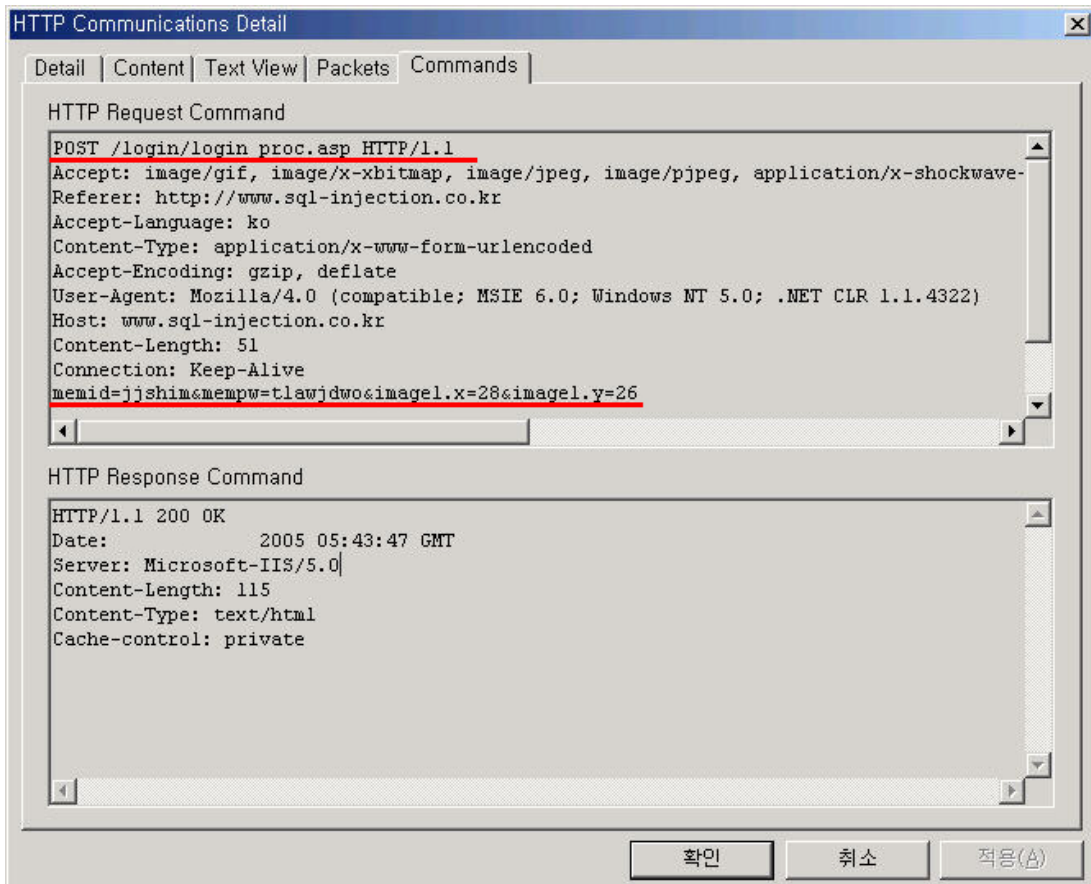 HTTP Communications Detail
Detail Content Text View Packets Commands
HTTP Request Command
POST /login/login proc.asp HTTP/1.1
Accept: image/gif, image/x-xbitmap, image/jpeg, image/pjpeg, application/x-shockwave-
Referer: http://www.sql-injection.co.kr
Accept-Language: ko
Content-Type: application/x-www-form-urlencoded
Accept-Encoding: gzip, deflate
User-Agent: Mozilla/4.0 (compatible; MSIE 6.0; Windows NT 5.0; .NET CLR 1.1.4322)
Host: www.sql-injection.co.kr
Content-Length: 51
Connection: Keep-Alive
memid=jjshim&mempw=tlawjdwo&image1.x=28&image1.y=26
HTTP Response Command
HTTP/1.1 200 OK
Date: 2005 05:43:47 GMT
Server: Microsoft-IIS/5.0
Content-Length: 115
Content-Type: text/html
Cache-control: private
확인 취소 적용(A)